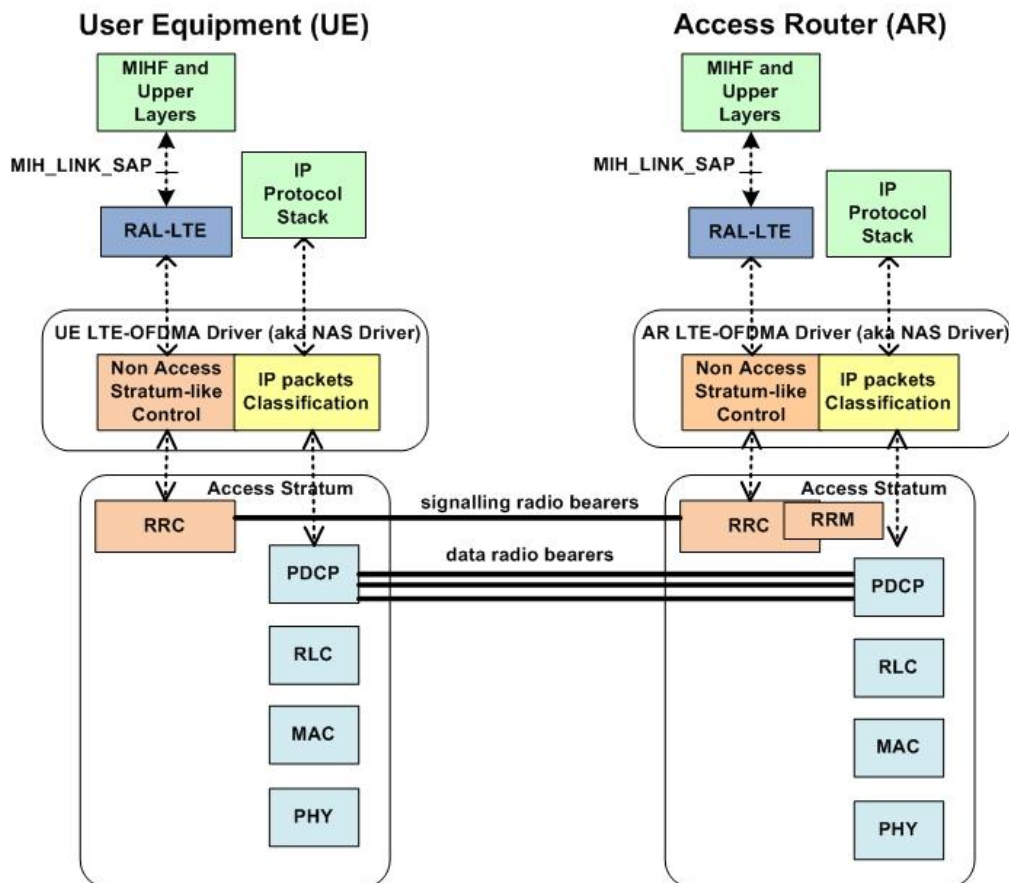 User Equipment (UE)
MIHF and
Upper
Layers
MIH_LINK_SAP
IP
Protocol
Stack
RAL-LTE
UE LTE-OFDMA Driver (aka NAS Driver)
Non Access
Stratum-like
Control
IP packets
Classification
Access Stratum
RRC
PDCP
RLC
MAC
PHY
signalling radio bearers
data radio bearers
Access Router (AR)
MIHF and
Upper
Layers
MIH_LINK_SAP
IP
Protocol
Stack
RAL-LTE
AR LTE-OFDMA Driver (aka NAS Driver)
Non Access
Stratum-like
Control
IP packets
Classification
Access Stratum
RRC
RRM
PDCP
RLC
MAC
PHY